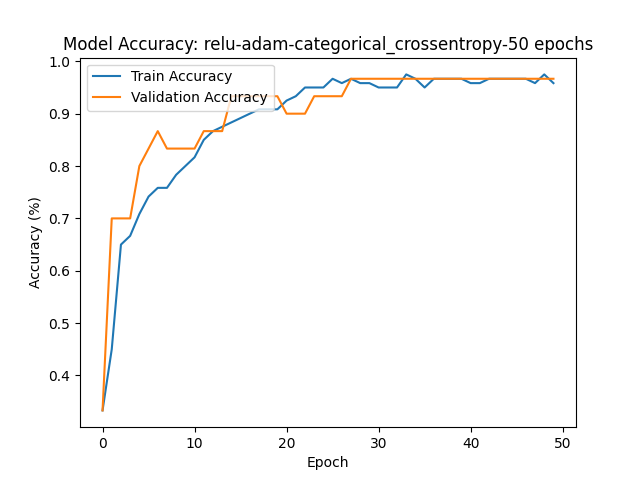 Model Accuracy: relu-adam-categorical_crossentropy-50 epochs
Train Accuracy
Validation Accuracy
1.0
0.9
0.8
0.7
0.6
0.5
0.4
Accuracy (%)
0 10 20 30 40 50
Epoch